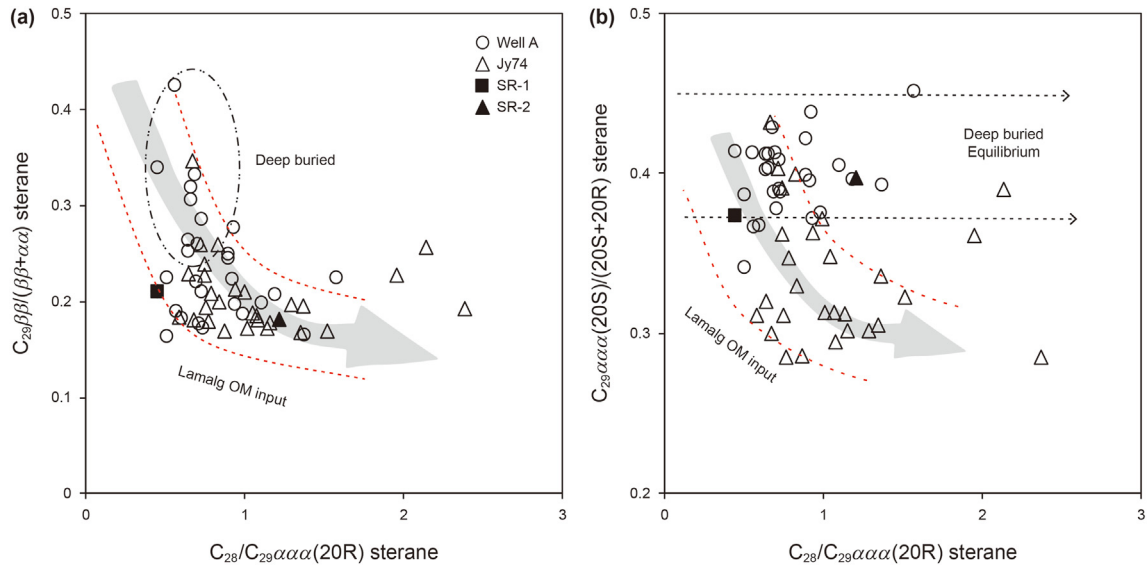 (a)
0.5
0.4
0.3
0.2
0.1
0
C₂₉ββ/(ββ+αα) sterane
Well A
Jy74
SR-1
SR-2
Deep buried
Lamalg OM input
0 1 2 3
C₂₈/C₂₉ααα(20R) sterane
(b)
0.5
0.4
0.3
0.2
C₂₉ααα(20S)/(20S+20R) sterane
Deep buried
Equilibrium
Lamalg OM input
0 1 2 3
C₂₈/C₂₉ααα(20R) sterane